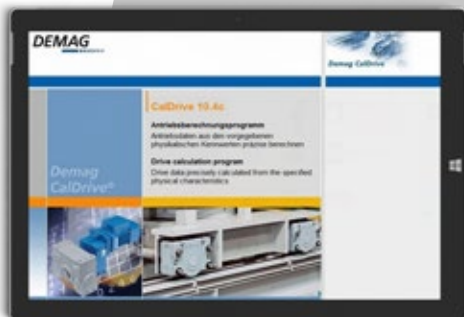 DEMAG
Demag CalDrive
CalDrive 10.4c
Antriebsberechnungsprogramm
Antriebsdaten aus den vorgegebenen
physikalischen Kennwerten präzise berechnen
Drive calculation program
Drive data precisely calculated from the specified
physical characteristics
Demag
CalDrive®